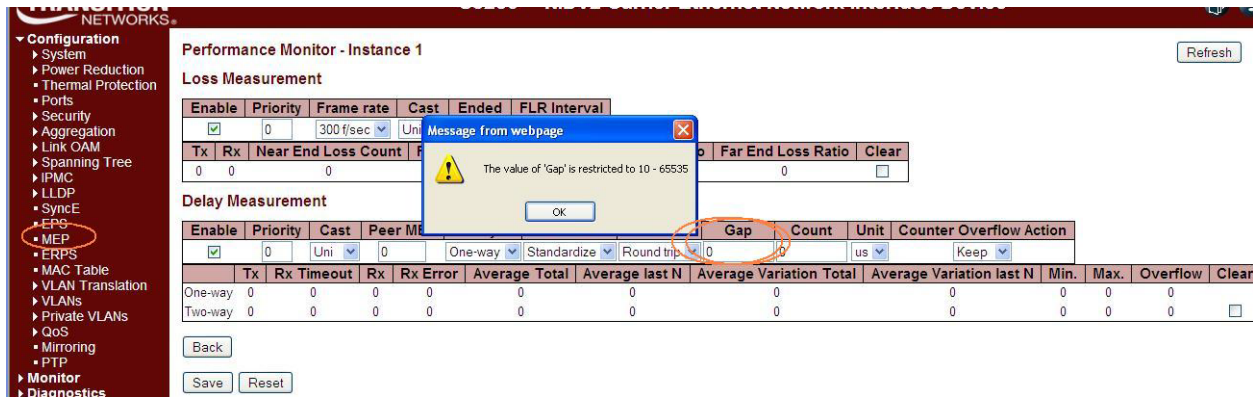 NETWORKS®
Configuration
System
Power Reduction
Thermal Protection
Ports
Security
Aggregation
Link OAM
Spanning Tree
IPMC
LLDP
SyncE
EPS
MEP
ERPS
MAC Table
VLAN Translation
VLANs
Private VLANs
QoS
Mirroring
PTP
Monitor
Diagnostics
Performance Monitor - Instance 1
Refresh
Loss Measurement
Enable Priority Frame rate Cast Ended FLR Interval
0 300 f/sec Uni
Tx Rx Near End Loss Count Far End Loss Ratio Clear
0 0 0 0
Message from webpage
The value of 'Gap' is restricted to 10 - 65535
OK
Delay Measurement
Enable Priority Cast Peer Gap Count Unit Counter Overflow Action
0 Uni 0 One-way Standardize Round trip 0 0 us Keep
Tx Rx Timeout Rx Rx Error Average Total Average last N Average Variation Total Average Variation last N Min. Max. Overflow Clear
One-way 0 0 0 0 0 0 0 0 0 0 0
Two-way 0 0 0 0 0 0 0 0 0 0 0
Back
Save Reset